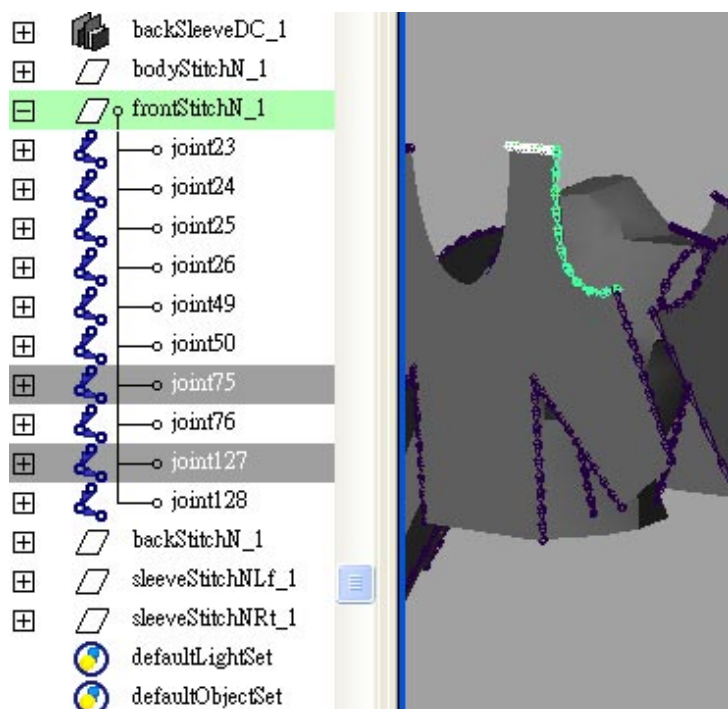 backSleeveDC_1
bodyStitchN_1
frontStitchN_1
joint23
joint24
joint25
joint26
joint49
joint50
joint75
joint76
joint127
joint128
backStitchN_1
sleeveStitchNLf_1
sleeveStitchNRt_1
defaultLightSet
defaultObjectSet